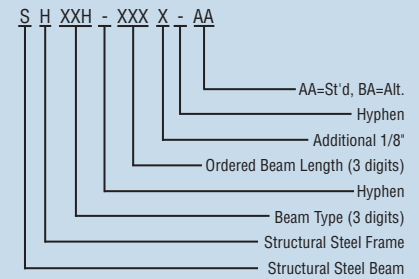 S H XXH - XXX X - AA
AA=St'd, BA=Alt.
Hyphen
Additional 1/8"
Ordered Beam Length (3 digits)
Hyphen
Beam Type (3 digits)
Structural Steel Frame
Structural Steel Beam